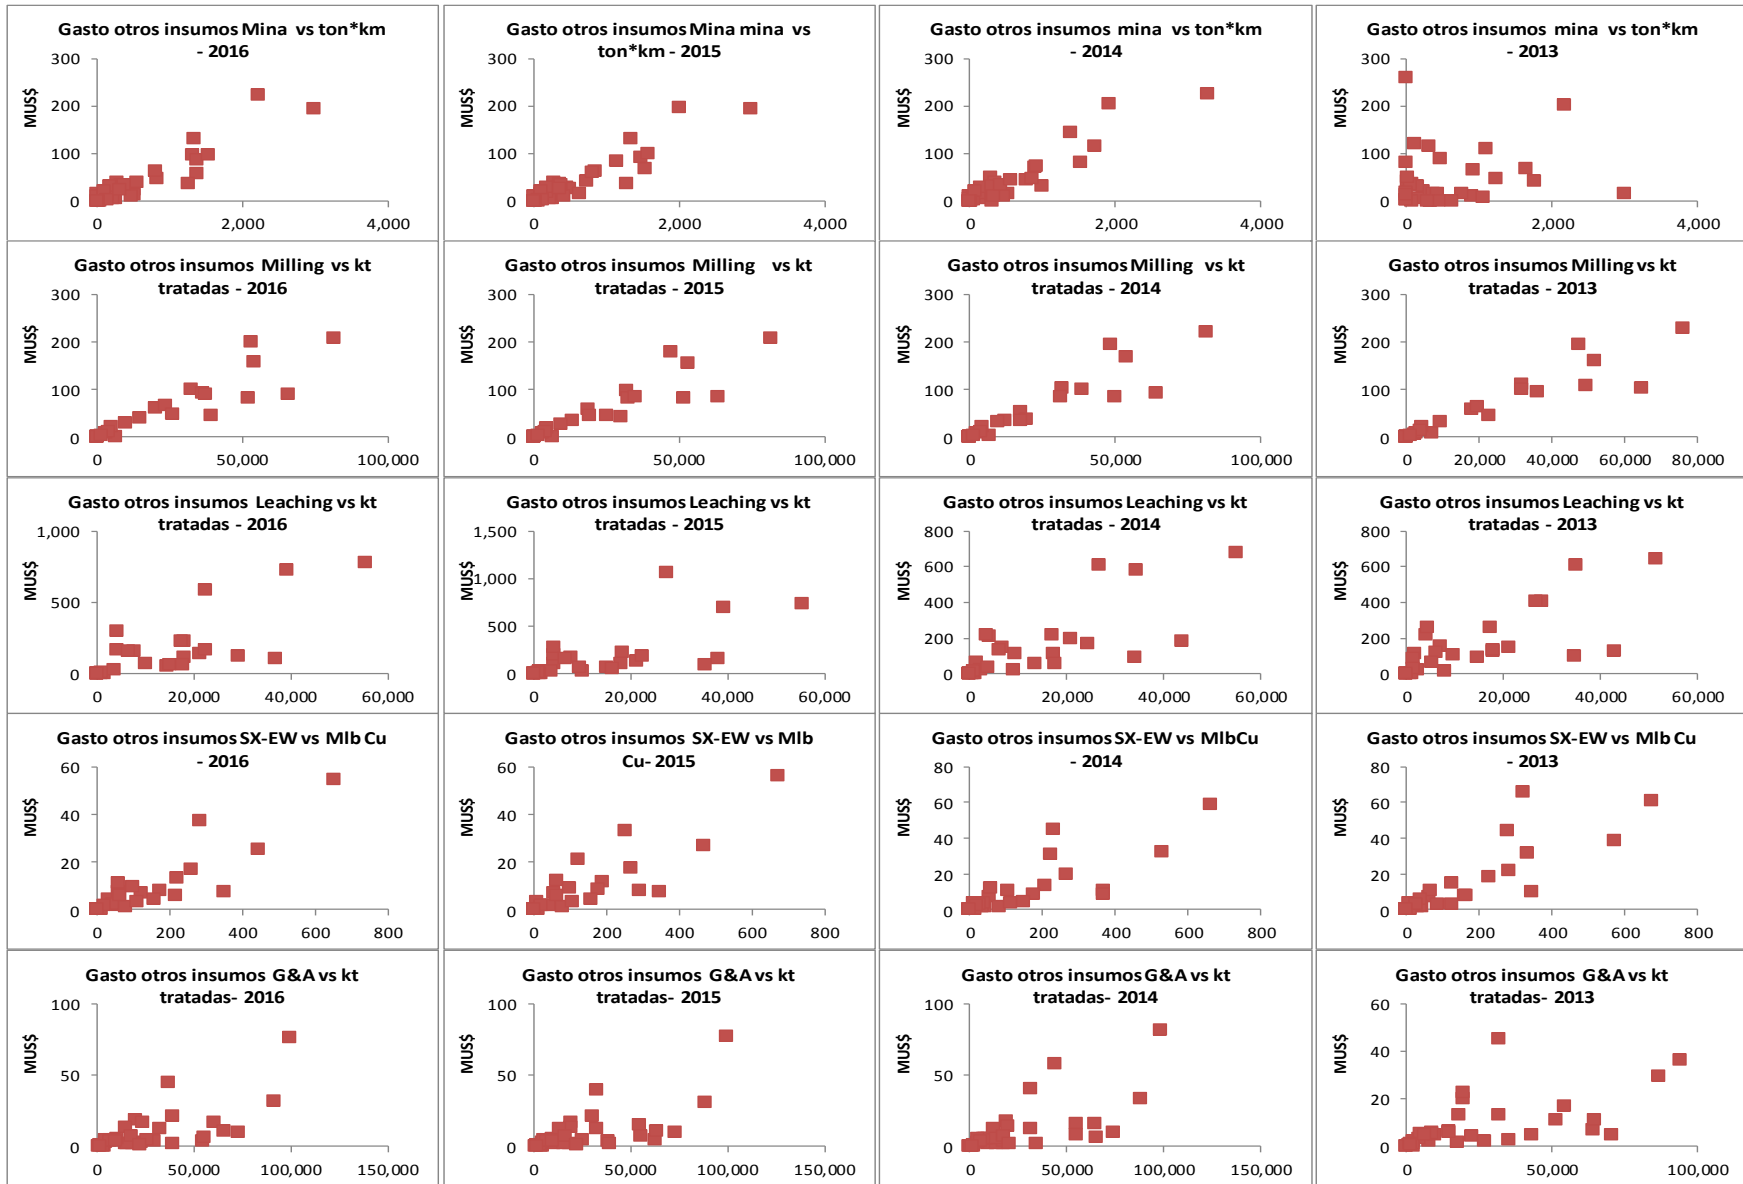 Gasto otros insumos Mina vs ton*km
- 2016
MUS$
300
200
100
0
0 2,000 4,000
Gasto otros insumos Mina mina vs
ton*km - 2015
MUS$
300
200
100
0
0 2,000 4,000
Gasto otros insumos mina vs ton*km
- 2014
MUS$
300
200
100
0
0 2,000 4,000
Gasto otros insumos mina vs ton*km
- 2013
MUS$
300
200
100
0
0 2,000 4,000
Gasto otros insumos Milling vs kt
tratadas - 2016
MUS$
300
200
100
0
0 50,000 100,000
Gasto otros insumos Milling vs kt
tratadas - 2015
MUS$
300
200
100
0
0 50,000 100,000
Gasto otros insumos Milling vs kt
tratadas - 2014
MUS$
300
200
100
0
0 50,000 100,000
Gasto otros insumos Milling vs kt
tratadas - 2013
MUS$
300
200
100
0
0 20,000 40,000 60,000 80,000
Gasto otros insumos Leaching vs kt
tratadas - 2016
MUS$
1,000
500
0
0 20,000 40,000 60,000
Gasto otros insumos Leaching vs kt
tratadas - 2015
MUS$
1,500
1,000
500
0
0 20,000 40,000 60,000
Gasto otros insumos Leaching vs kt
tratadas - 2014
MUS$
800
600
400
200
0
0 20,000 40,000 60,000
Gasto otros insumos Leaching vs kt
tratadas - 2013
MUS$
800
600
400
200
0
0 20,000 40,000 60,000
Gasto otros insumos SX-EW vs Mlb Cu
- 2016
MUS$
60
40
20
0
0 200 400 600 800
Gasto otros insumos SX-EW vs Mlb
Cu- 2015
MUS$
60
40
20
0
0 200 400 600 800
Gasto otros insumos SX-EW vs MlbCu
- 2014
MUS$
80
60
40
20
0
0 200 400 600 800
Gasto otros insumos SX-EW vs Mlb Cu
- 2013
MUS$
80
60
40
20
0
0 200 400 600 800
Gasto otros insumos G&A vs kt
tratadas- 2016
MUS$
100
50
0
0 50,000 100,000 150,000
Gasto otros insumos G&A vs kt
tratadas- 2015
MUS$
100
50
0
0 50,000 100,000 150,000
Gasto otros insumos G&A vs kt
tratadas- 2014
MUS$
100
50
0
0 50,000 100,000 150,000
Gasto otros insumos G&A vs kt
tratadas- 2013
MUS$
60
40
20
0
0 50,000 100,000